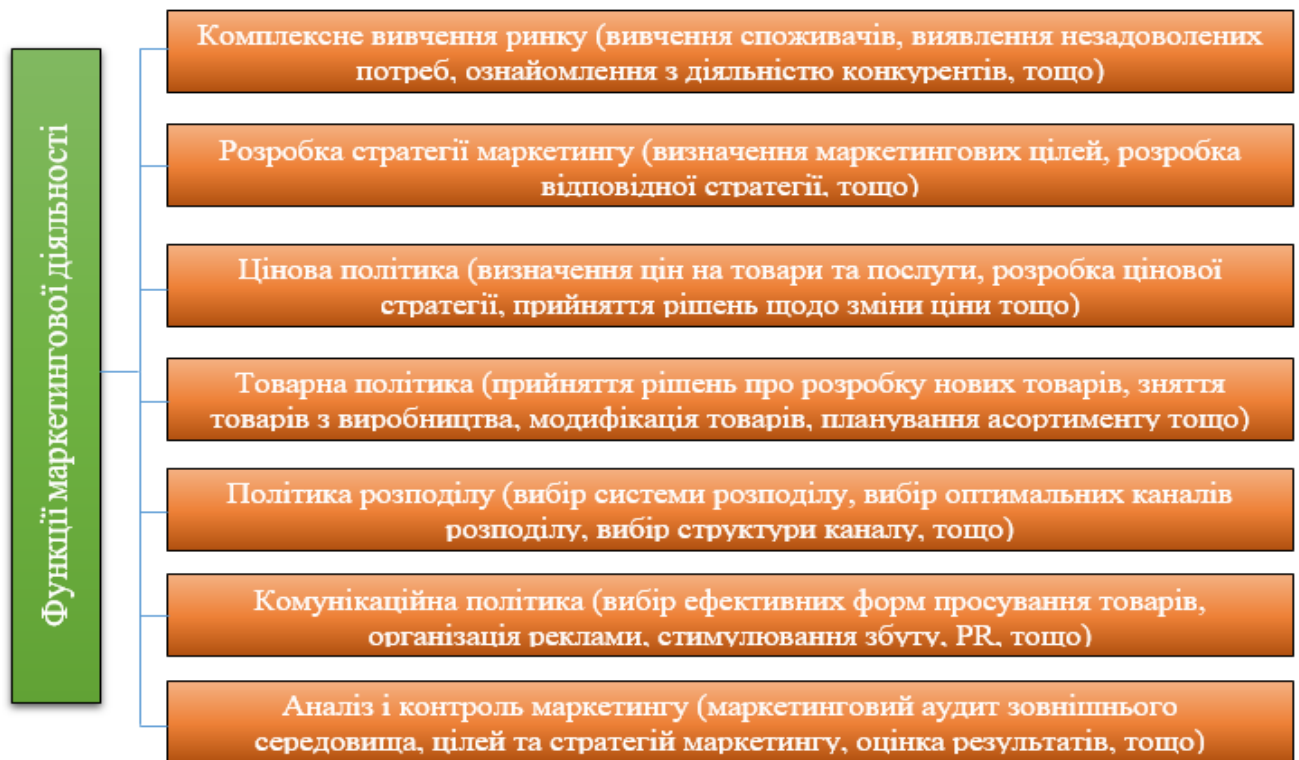 Функції маркетингової діяльності
Комплексне вивчення ринку (вивчення споживачів, виявлення незадоволених
потреб, ознайомлення з діяльністю конкурентів, тощо)
Розробка стратегії маркетингу (визначення маркетингових цілей, розробка
відповідної стратегії, тощо)
Цінова політика (визначення цін на товари та послуги, розробка цінової
стратегії, прийняття рішень щодо зміни ціни тощо)
Товарна політика (прийняття рішень про розробку нових товарів, зняття
товарів з виробництва, модифікація товарів, планування асортименту тощо)
Політика розподілу (вибір системи розподілу, вибір оптимальних каналів
розподілу, вибір структури каналу, тощо)
Комунікаційна політика (вибір ефективних форм просування товарів,
організація реклами, стимулювання збуту, PR, тощо)
Аналіз і контроль маркетингу (маркетинговий аудит зовнішнього
середовища, цілей та стратегій маркетингу, оцінка результатів, тощо)